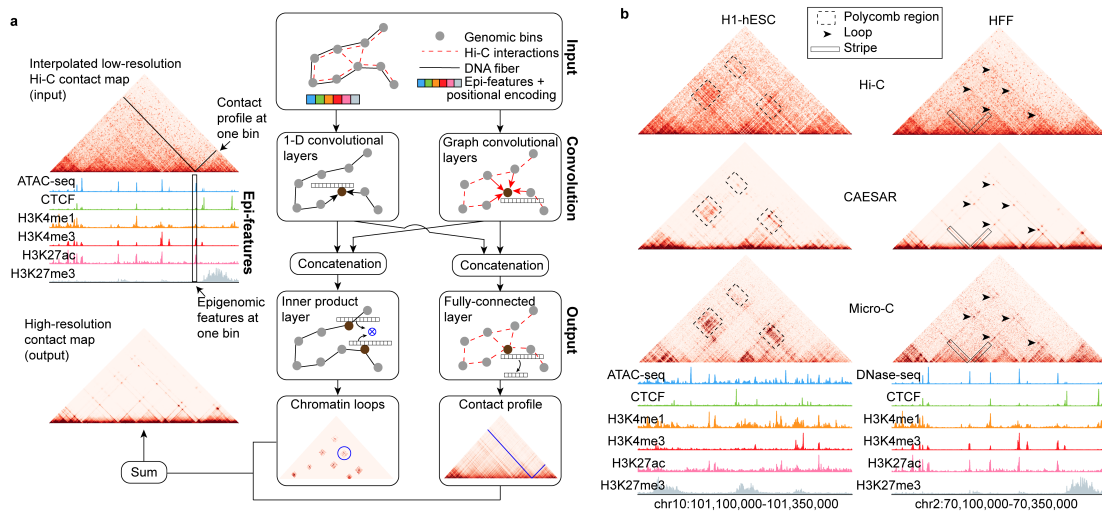 a
Interpolated low-resolution
Hi-C contact map
(input)
Contact
profile at
one bin
ATAC-seq
CTCF
H3K4me1
H3K4me3
H3K27ac
H3K27me3
Epi-features
Epigenomic
features at
one bin
High-resolution
contact map
(output)
Sum
Genomic bins
Hi-C interactions
DNA fiber
Epi-features +
positional encoding
Input
1-D convolutional
layers
Graph convolutional
layers
Convolution
Concatenation
Concatenation
Inner product
layer
Fully-connected
layer
Output
Chromatin loops
Contact profile
b
H1-hESC
Polycomb region
Loop
Stripe
HFF
Hi-C
CAESAR
Micro-C
ATAC-seq
CTCF
H3K4me1
H3K4me3
H3K27ac
H3K27me3
chr10:101,100,000-101,350,000
DNase-seq
CTCF
H3K4me1
H3K4me3
H3K27ac
H3K27me3
chr2:70,100,000-70,350,000